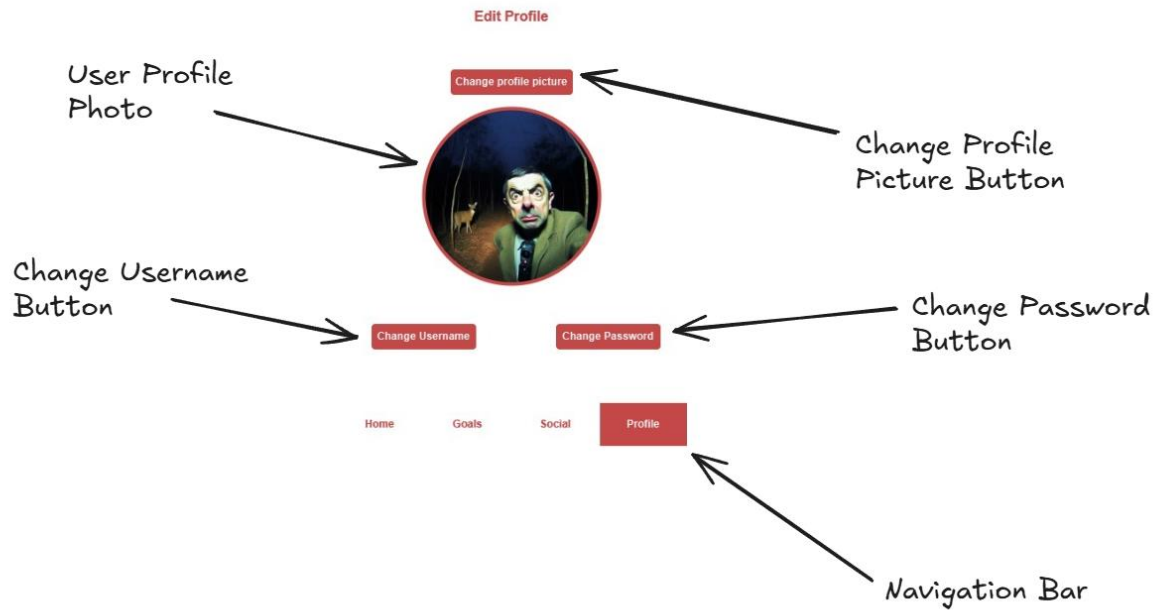 Edit Profile
User Profile
Photo
Change profile picture
Change Profile
Picture Button
Change Username
Button
Change Username
Change Password
Change Password
Button
Home
Goals
Social
Profile
Navigation Bar